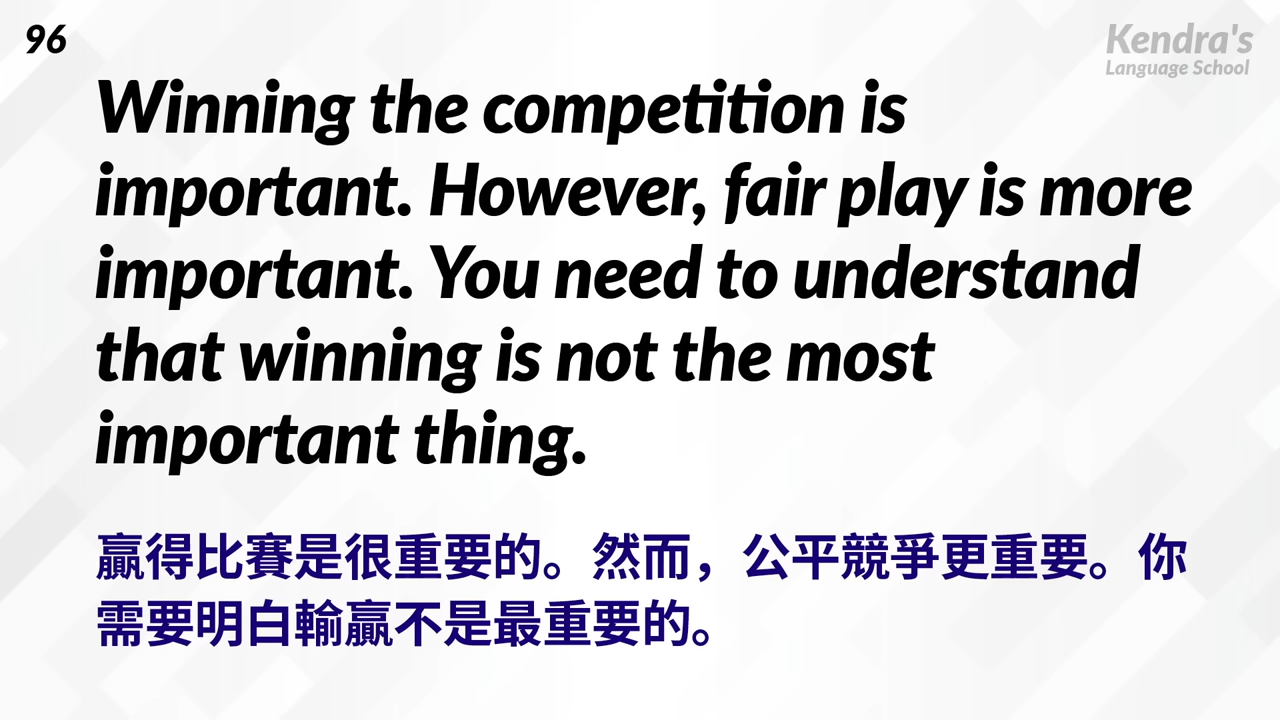 96
Kendra's
Language School
Winning the competition is
important. However, fair play is more
important. You need to understand
that winning is not the most
important thing.
贏得比賽是很重要的。然而，公平競爭更重要。你
需要明白輸贏不是最重要的。